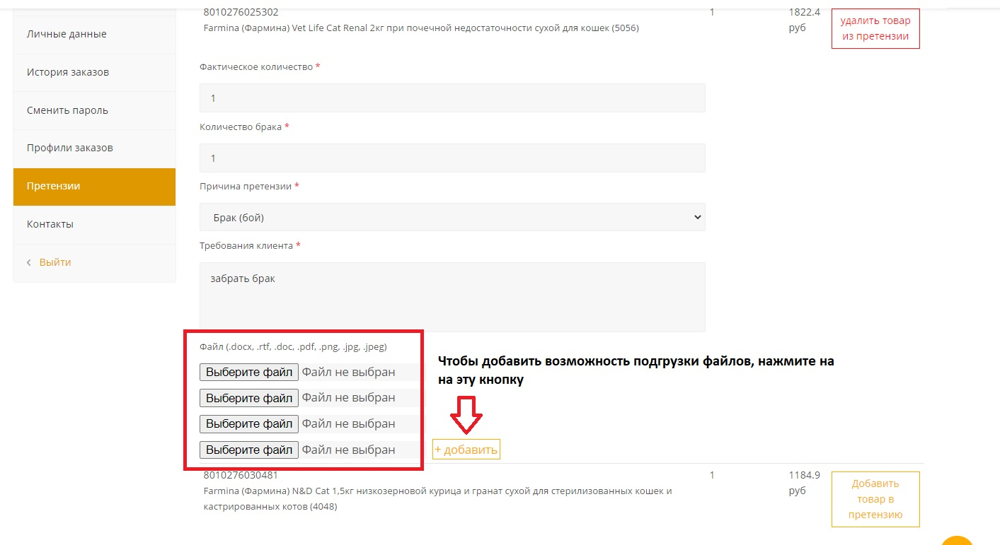 Личные данные
История заказов
Сменить пароль
Профили заказов
Претензии
Контакты
Выйти
8010276025302
Farmina (Фармина) Vet Life Cat Renal 2кг при почечной недостаточности сухой для кошек (5056)
1
1822.4
руб
удалить товар
из претензии
Фактическое количество *
1
Количество брака *
1
Причина претензии *
Брак (бой)
Требования клиента *
забрать брак
Файл (.docx, .rtf, .doc, .pdf, .png, .jpg, .jpeg)
Выберите файл Файл не выбран
Выберите файл Файл не выбран
Выберите файл Файл не выбран
Выберите файл Файл не выбран
Чтобы добавить возможность подгрузки файлов, нажмите на
на эту кнопку
+ добавить
8010276030481
Farmina (Фармина) N&D Cat 1,5кг низкозерновой курица и гранат сухой для стерилизованных кошек и
кастрированных котов (4048)
1
1184.9
руб
Добавить
товар в
претензию